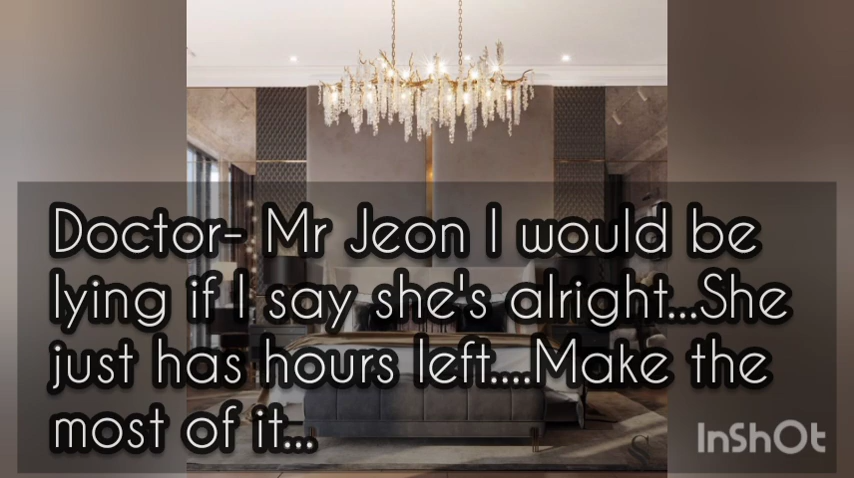 Doctor- Mr Jeon I would be
lying if I say she's alright...She
just has hours left....Make the
most of it...
InShOt